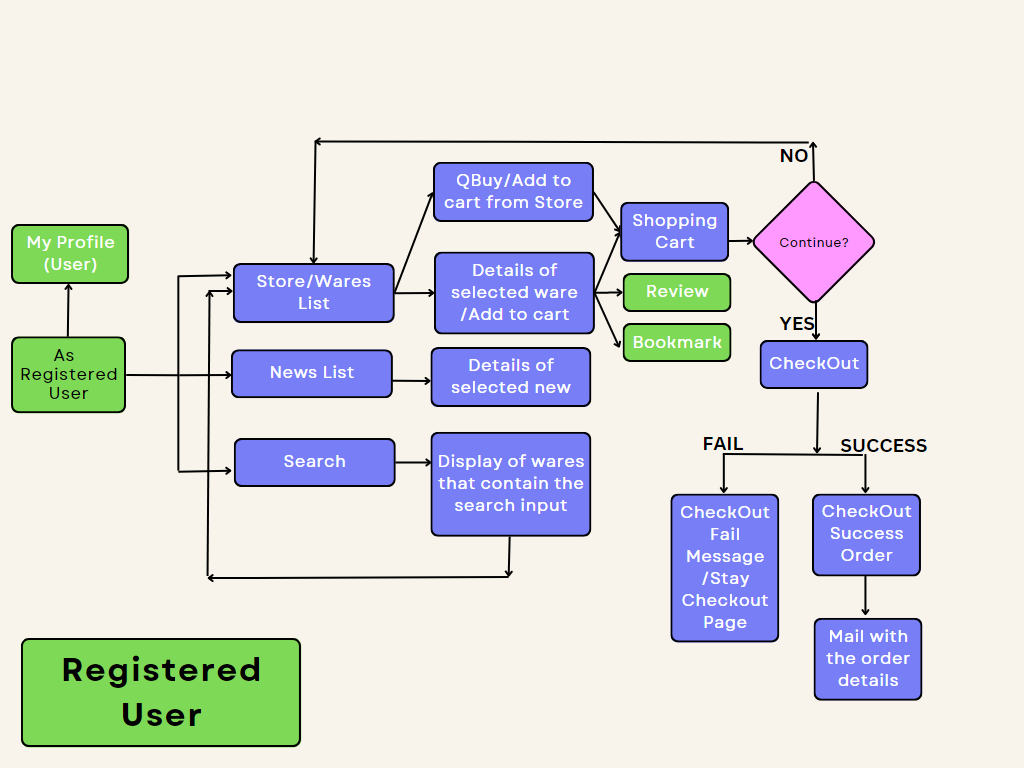 NO
QBuy/Add to
cart from Store
Shopping
Cart
Continue?
My Profile
(User)
Store/Wares
List
Details of
selected ware
/Add to cart
Review
Bookmark
YES
As
Registered
User
News List
Details of
selected new
CheckOut
Search
Display of wares
that contain the
search input
FAIL
SUCCESS
CheckOut
Fail
Message
/Stay
Checkout
Page
CheckOut
Success
Order
Mail with
the order
details
Registered
User